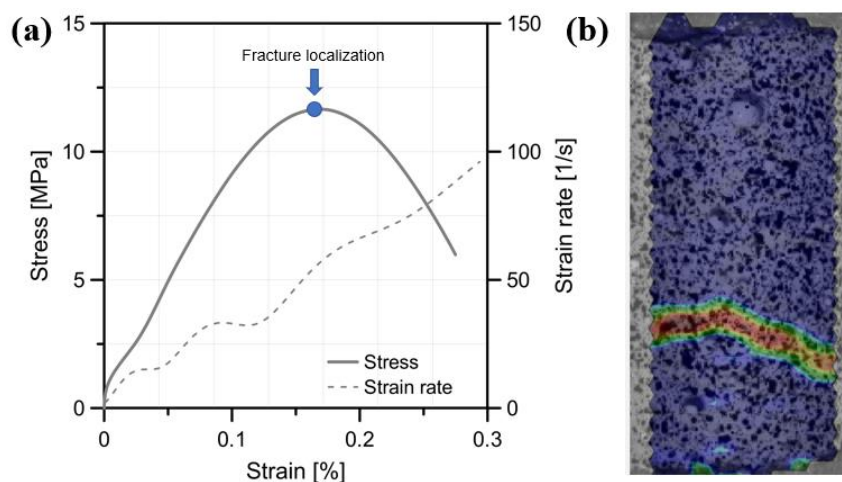 (a)
15
10
5
0
Stress [MPa]
Fracture localization
Stress
Strain rate
0
0.1
0.2
0.3
Strain [%]
150
100
50
0
Strain rate [1/s]
(b)